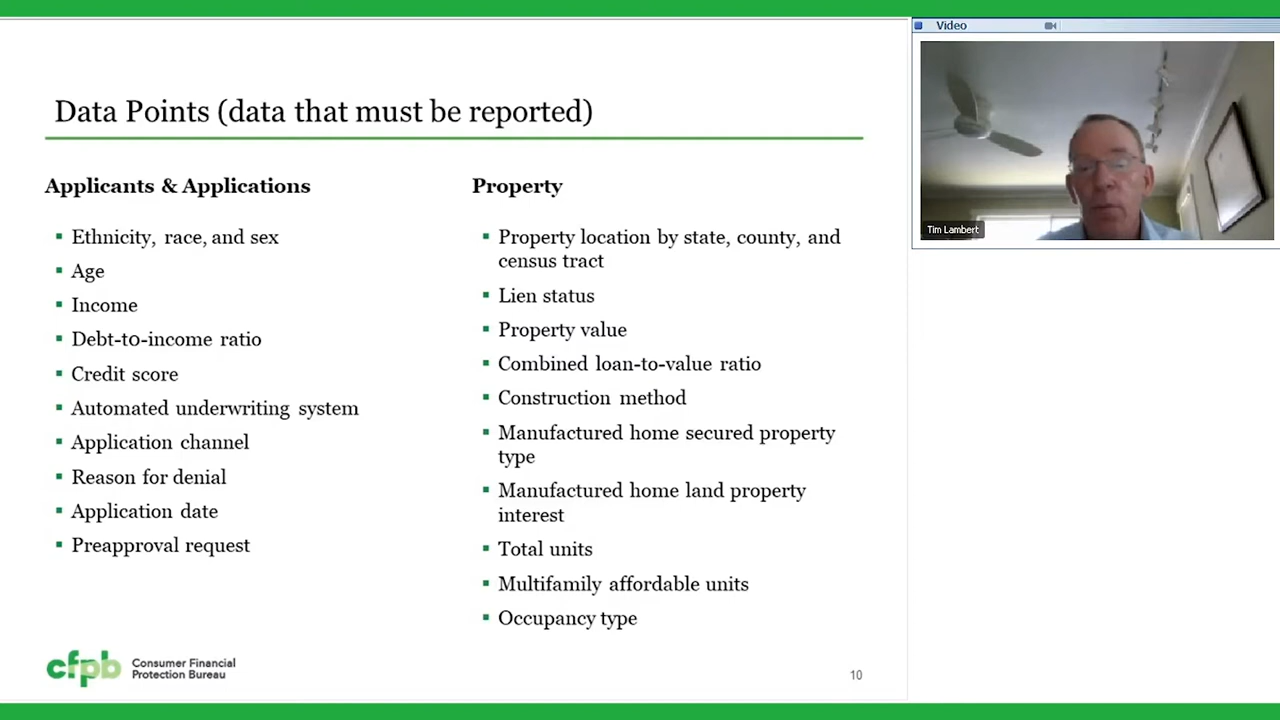 Data Points (data that must be reported)
Applicants & Applications
Ethnicity, race, and sex
Age
Income
Debt-t0-income ratio
Credit score
Automated underwriting system
Application channel
Reason for denial
Application date
Preapproval request
Property
Property location by state, county, and
census tract
Lien status
Property value
Combined loan-to-value ratio
Construction method
Manufactured home secured property
type
Manufactured home land property
interest
Total units
Multifamily affordable units
Occupancy type
cfpb
Consumer Financial
Protection Bureau
10
Video
Tim Lambert